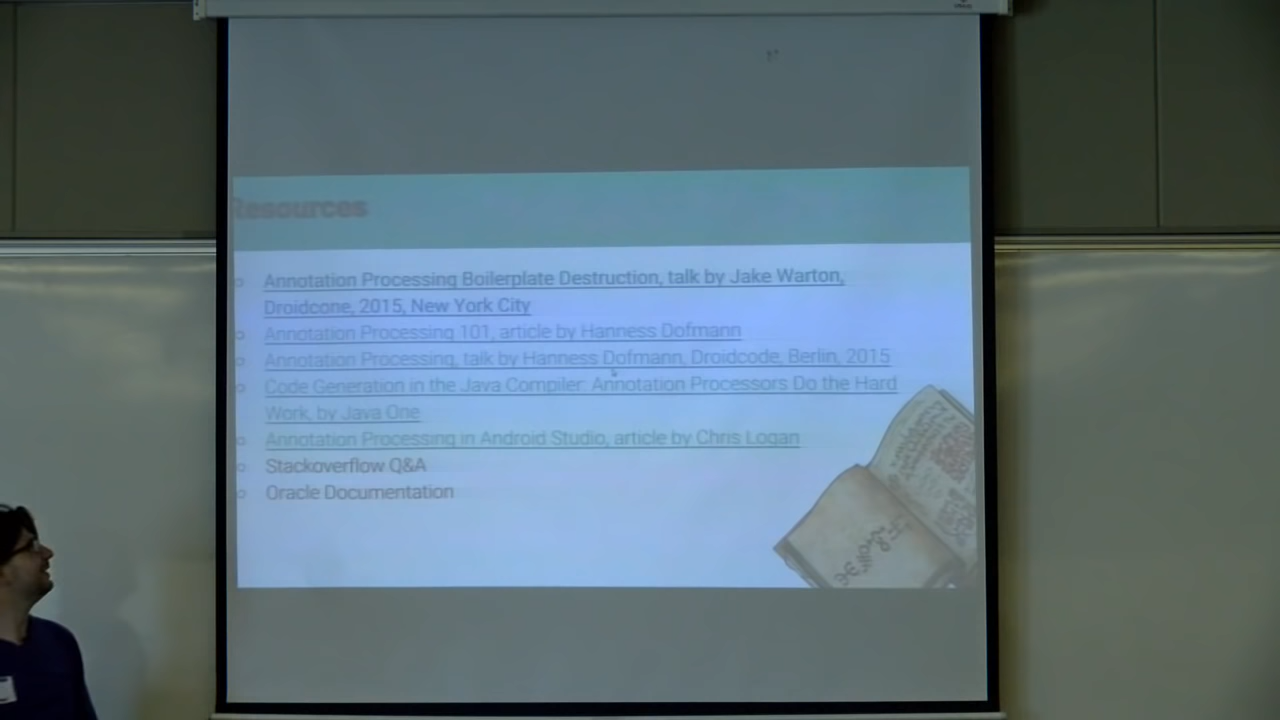 Resources
Annotation Processing Boilerplate Destruction, talk by Jake Warton,
Droidcone, 2015, New York City
Annotation Processing 101, article by Hanness Dofmann
Annotation Processing, talk by Hanness Dofmann, Droidcode, Berlin, 2015
Code Generation in the Java Compiler: Annotation Processors Do the Hard
Work, by Java One
Annotation Processing in Android Studio, article by Chris Logan
Stackoverflow Q&A
Oracle Documentation